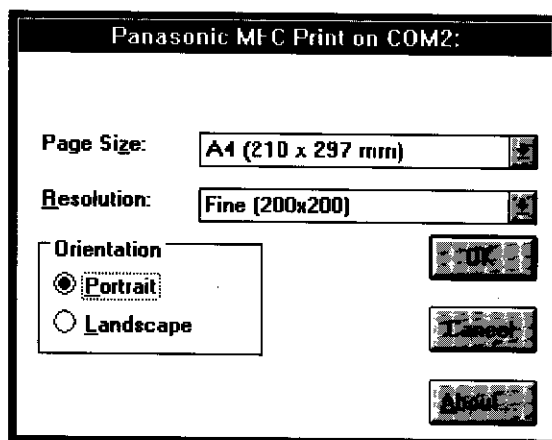 Panasonic MFC Print on COM2:
Page Size:
A4 (210 x 297 mm)
Resolution:
Fine (200x200)
Orientation
Portrait
Landscape
OK
Cancel
About...